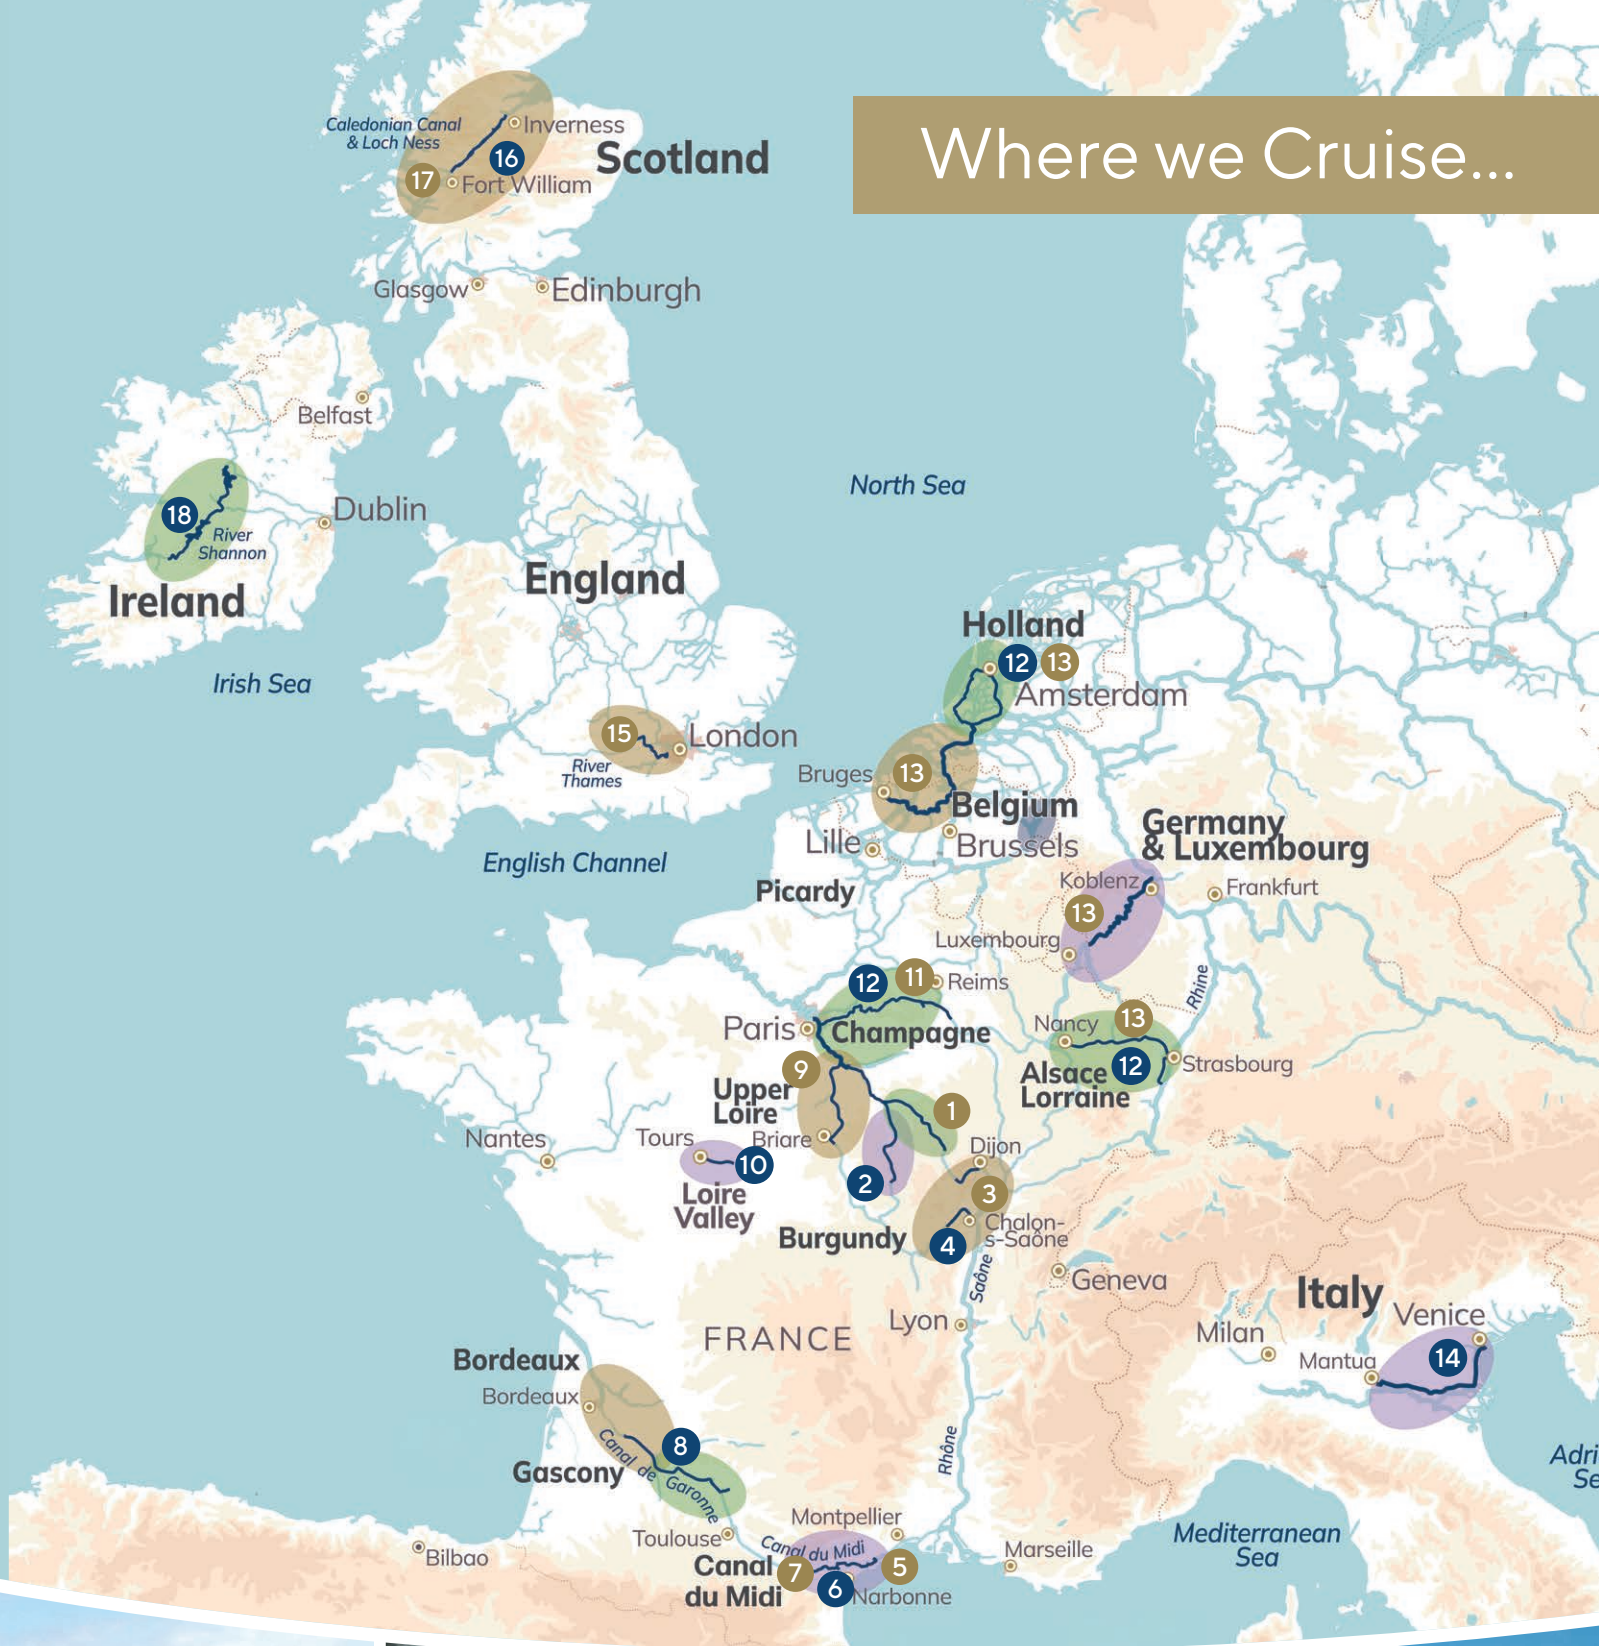 Where we Cruise...
Caledonian Canal
& Loch Ness
Inverness
16
Scotland
17
Fort William
Glasgow
Edinburgh
Belfast
18
Dublin
River
Shannon
Ireland
North Sea
England
Irish Sea
Holland
12
13
Amsterdam
15
London
River
Thames
Bruges
13
Belgium
Brussels
Lille
Germany
& Luxembourg
English Channel
Picardy
Koblenz
Frankfurt
13
Luxembourg
12
11
Reims
Rhine
Paris
Champagne
Nancy
13
Strasbourg
Alsace
Lorraine
12
9
Upper
Loire
1
Nantes
Tours
Briare
Dijon
10
2
3
Loire
Valley
Burgundy
4
Chalon-
s-Saône
Saône
Geneva
Italy
Venice
Lyon
FRANCE
Milan
Mantua
14
Bordeaux
Bordeaux
8
Canal de Garonne
Gascony
Rhône
Adri
Se
Montpellier
Toulouse
Canal du Midi
Marseille
Mediterranean
Sea
Bilbao
Canal
du Midi
7
6
5
Narbonne